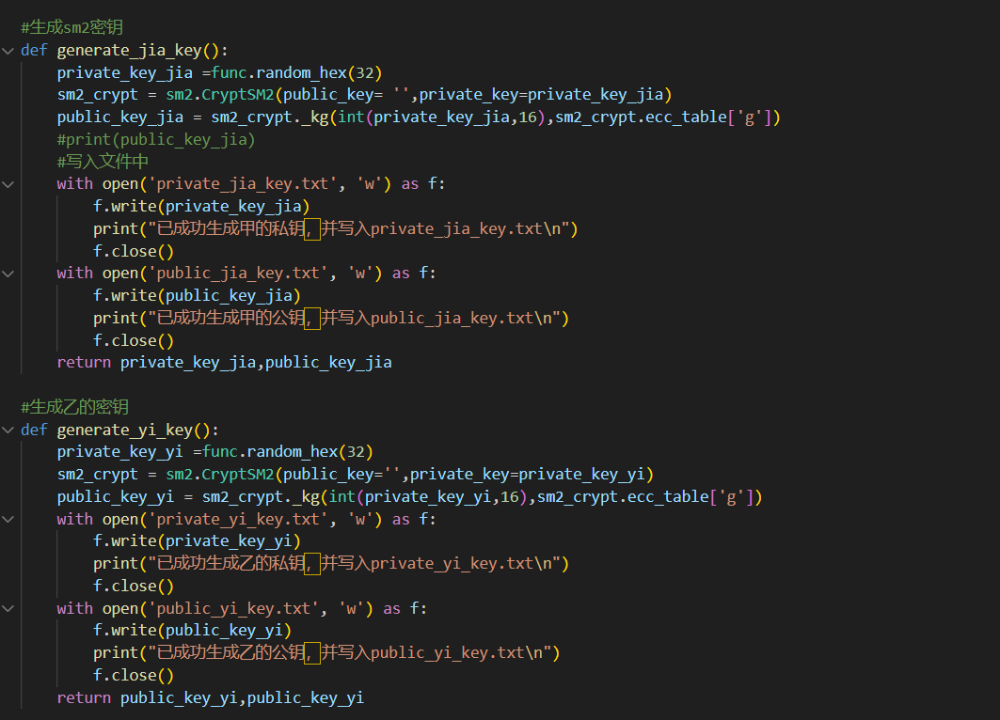 #生成sm2密钥
def generate_jia_key():
    private_key_jia =func.random_hex(32)
    sm2_crypt = sm2.CryptSM2(public_key= '',private_key=private_key_jia)
    public_key_jia = sm2_crypt._kg(int(private_key_jia,16),sm2_crypt.ecc_table['g'])
    #print(public_key_jia)
    #写入文件中
    with open('private_jia_key.txt', 'w') as f:
        f.write(private_key_jia)
        print("已成功生成甲的私钥，并写入private_jia_key.txt\n")
        f.close()
    with open('public_jia_key.txt', 'w') as f:
        f.write(public_key_jia)
        print("已成功生成甲的公钥，并写入public_jia_key.txt\n")
        f.close()
    return private_key_jia,public_key_jia
#生成乙的密钥
def generate_yi_key():
    private_key_yi =func.random_hex(32)
    sm2_crypt = sm2.CryptSM2(public_key='',private_key=private_key_yi)
    public_key_yi = sm2_crypt._kg(int(private_key_yi,16),sm2_crypt.ecc_table['g'])
    with open('private_yi_key.txt', 'w') as f:
        f.write(private_key_yi)
        print("已成功生成乙的私钥，并写入private_yi_key.txt\n")
        f.close()
    with open('public_yi_key.txt', 'w') as f:
        f.write(public_key_yi)
        print("已成功生成乙的公钥，并写入public_yi_key.txt\n")
        f.close()
    return public_key_yi,public_key_yi